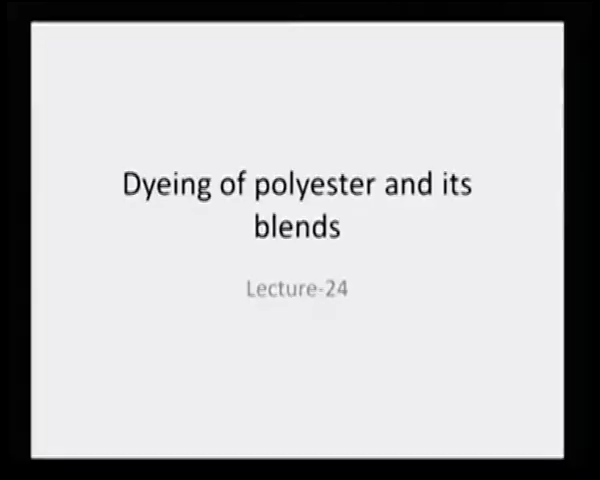 Dyeing of polyester and its
blends
Lecture-24